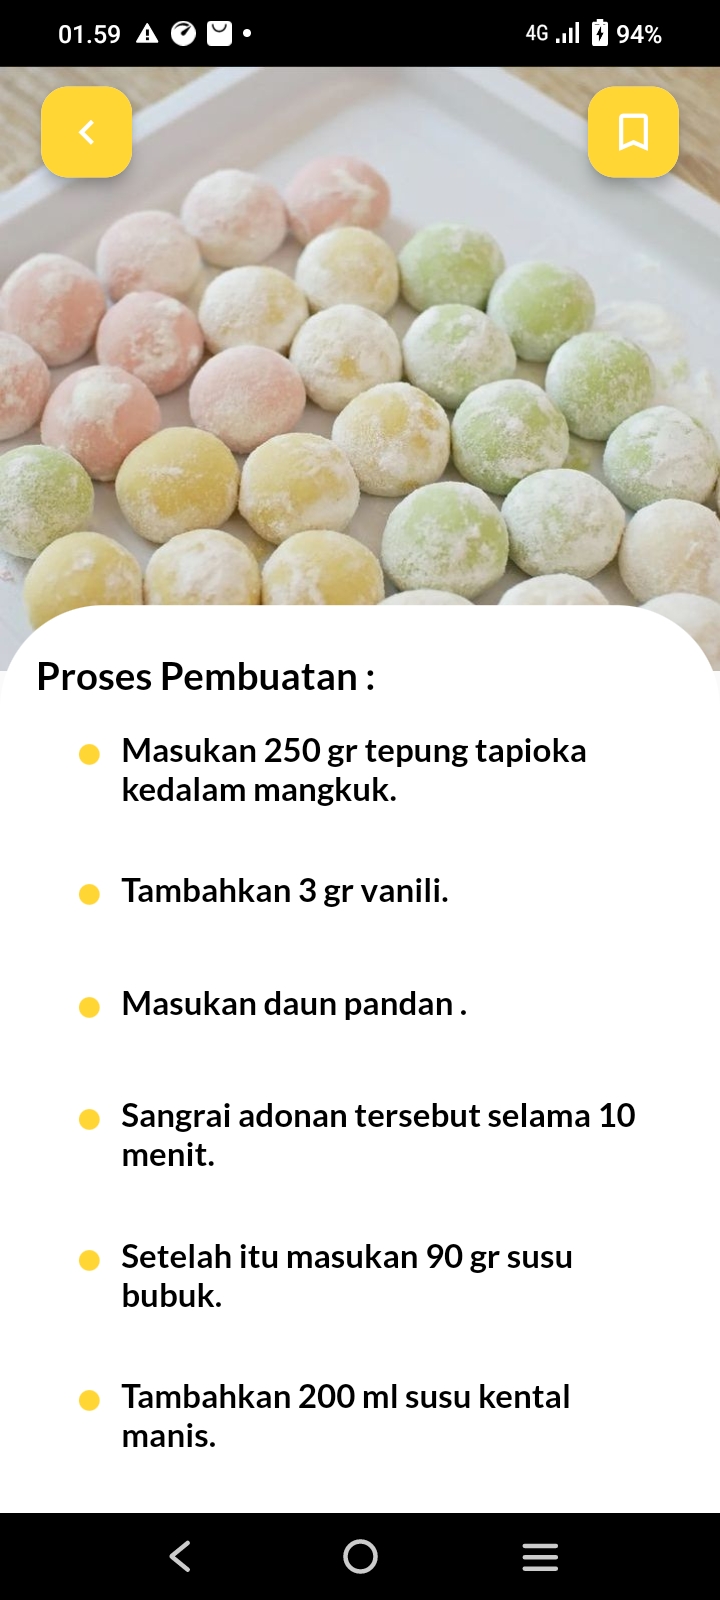 01.59
4G
94%
Proses Pembuatan :
Masukan 250 gr tepung tapioka
kedalam mangkuk.
Tambahkan 3 gr vanili.
Masukan daun pandan .
Sangrai adonan tersebut selama 10
menit.
Setelah itu masukan 90 gr susu
bubuk.
Tambahkan 200 ml susu kental
manis.